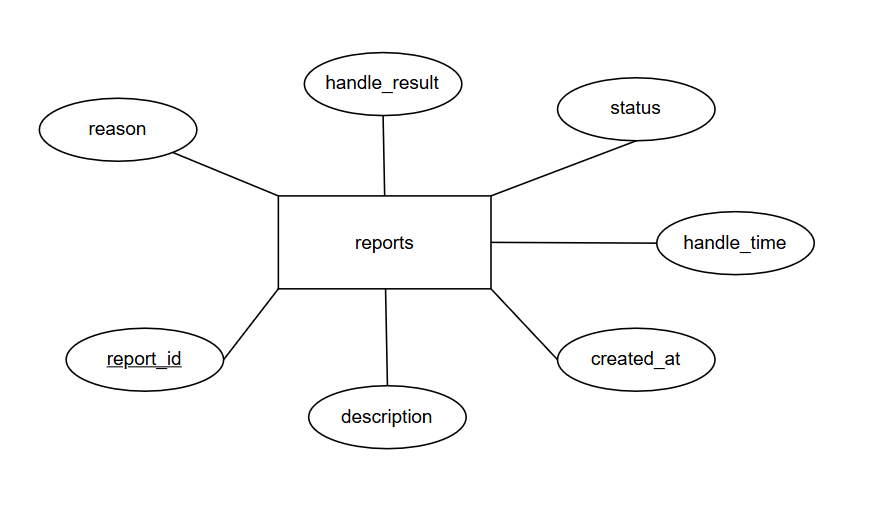 handle_result
status
reason
reports
handle_time
report_id
created_at
description